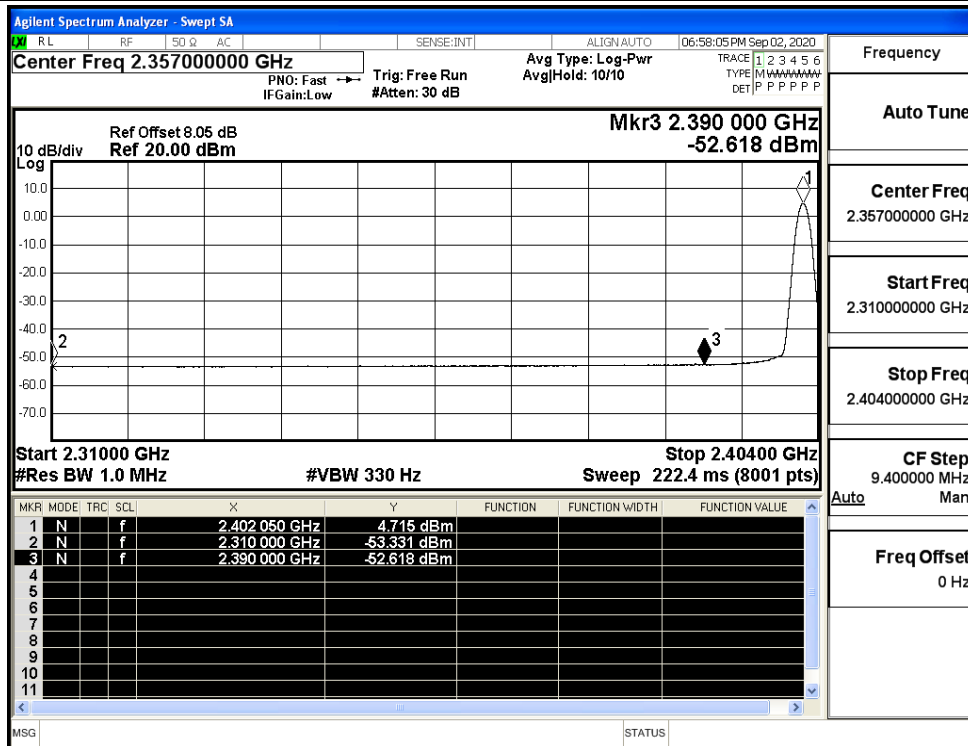 Agilent Spectrum Analyzer - Swept SA
LXI RL RF 50 Ω AC SENSE:INT ALIGN AUTO 06:58:05 PM Sep 02, 2020
Center Freq 2.357000000 GHz
PNO: Fast
IFGain:Low
Trig: Free Run
#Atten: 30 dB
Avg Type: Log-Pwr
Avg|Hold: 10/10
TRACE 1 2 3 4 5 6
TYPE M WWWWW
DET P P P P P P
Ref Offset 8.05 dB
10 dB/div Ref 20.00 dBm
Log
Mkr3 2.390 000 GHz
-52.618 dBm
10.0
0.00
-10.0
-20.0
-30.0
-40.0
-50.0
-60.0
-70.0
1
2
3
Start 2.31000 GHz Stop 2.40400 GHz
#Res BW 1.0 MHz #VBW 330 Hz Sweep 222.4 ms (8001 pts)
MKR MODE TRC SCL X Y FUNCTION FUNCTION WIDTH FUNCTION VALUE
1 N f 2.402 050 GHz 4.715 dBm
2 N f 2.310 000 GHz -53.331 dBm
3 N f 2.390 000 GHz -52.618 dBm
4
5
6
7
8
9
10
11
MSG STATUS
Frequency
Auto Tune
Center Freq
2.357000000 GHz
Start Freq
2.310000000 GHz
Stop Freq
2.404000000 GHz
CF Step
9.400000 MHz
Auto Man
Freq Offset
0 Hz